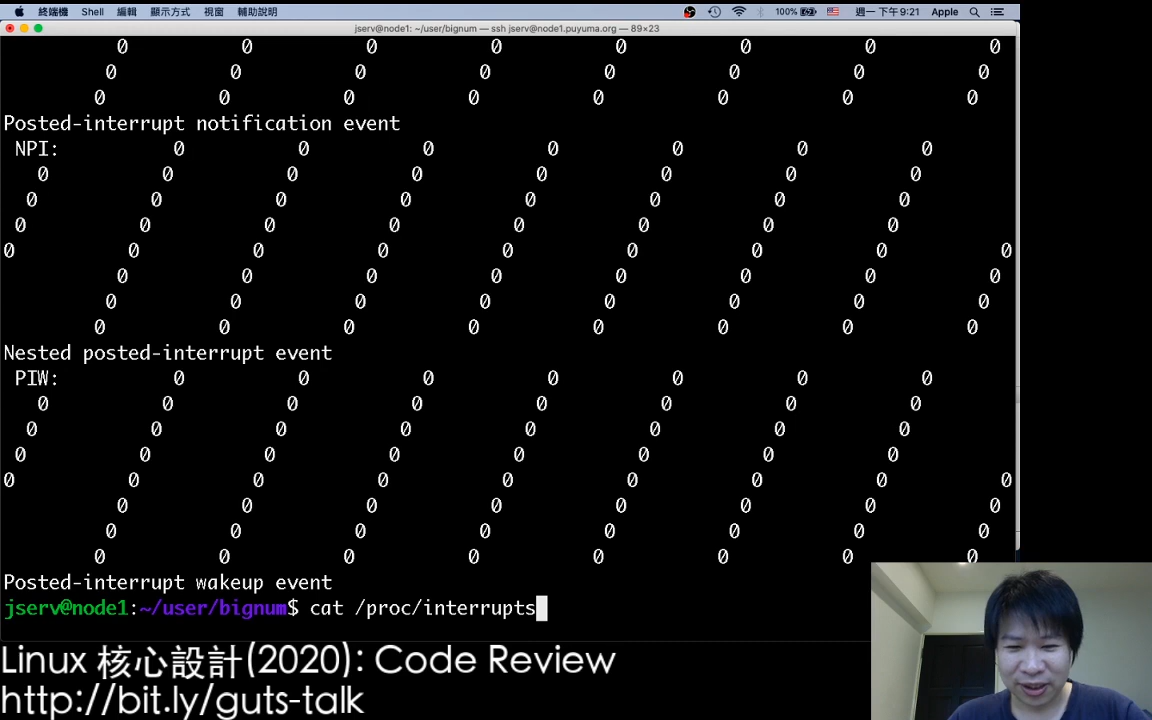 終端機 Shell 編輯 顯示方式 視窗 輔助說明 100% 週一 下午9:21 Apple
jserv@node1: ~/user/bignum — ssh jserv@node1.puyuma.org — 89×23
0 0 0 0 0 0 0 0
0 0 0 0 0 0 0 0
0 0 0 0 0 0 0 0
Posted-interrupt notification event
NPI: 0 0 0 0 0 0 0
0 0 0 0 0 0 0 0
0 0 0 0 0 0 0 0
0 0 0 0 0 0 0 0
0 0 0 0 0 0 0 0 0
0 0 0 0 0 0 0 0
0 0 0 0 0 0 0 0
0 0 0 0 0 0 0 0
Nested posted-interrupt event
PIW: 0 0 0 0 0 0 0
0 0 0 0 0 0 0 0
0 0 0 0 0 0 0 0
0 0 0 0 0 0 0 0
0 0 0 0 0 0 0 0 0
0 0 0 0 0 0 0 0
0 0 0 0 0 0 0 0
0 0 0 0 0 0 0 0
Posted-interrupt wakeup event
jserv@node1:~/user/bignum$ cat /proc/interrupts
Linux 核心設計(2020): Code Review
http://bit.ly/guts-talk